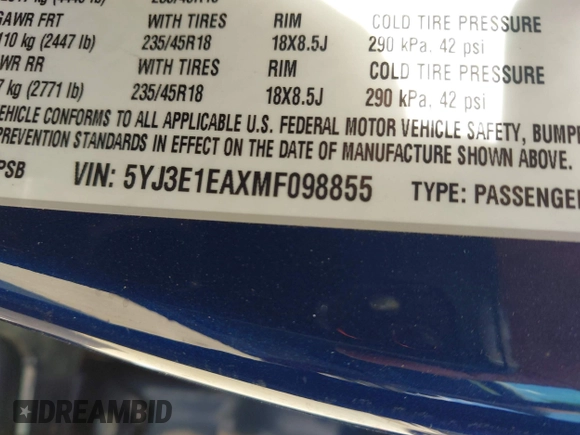 GAWR FRT WITH TIRES RIM COLD TIRE PRESSURE
110 kg (2447 lb) 235/45R18 18X8.5J 290 kPa. 42 psi
WR RR WITH TIRES RIM COLD TIRE PRESSURE
7 kg (2771 lb) 235/45R18 18X8.5J 290 kPa. 42 psi
EHICLE CONFORMS TO ALL APPLICABLE U.S. FEDERAL MOTOR VEHICLE SAFETY, BUMP
PREVENTION STANDARDS IN EFFECT ON THE DATE OF MANUFACTURE SHOWN ABOVE.
PSB VIN: 5YJ3E1EAXMF098855 TYPE: PASSENGE
DREAMBID